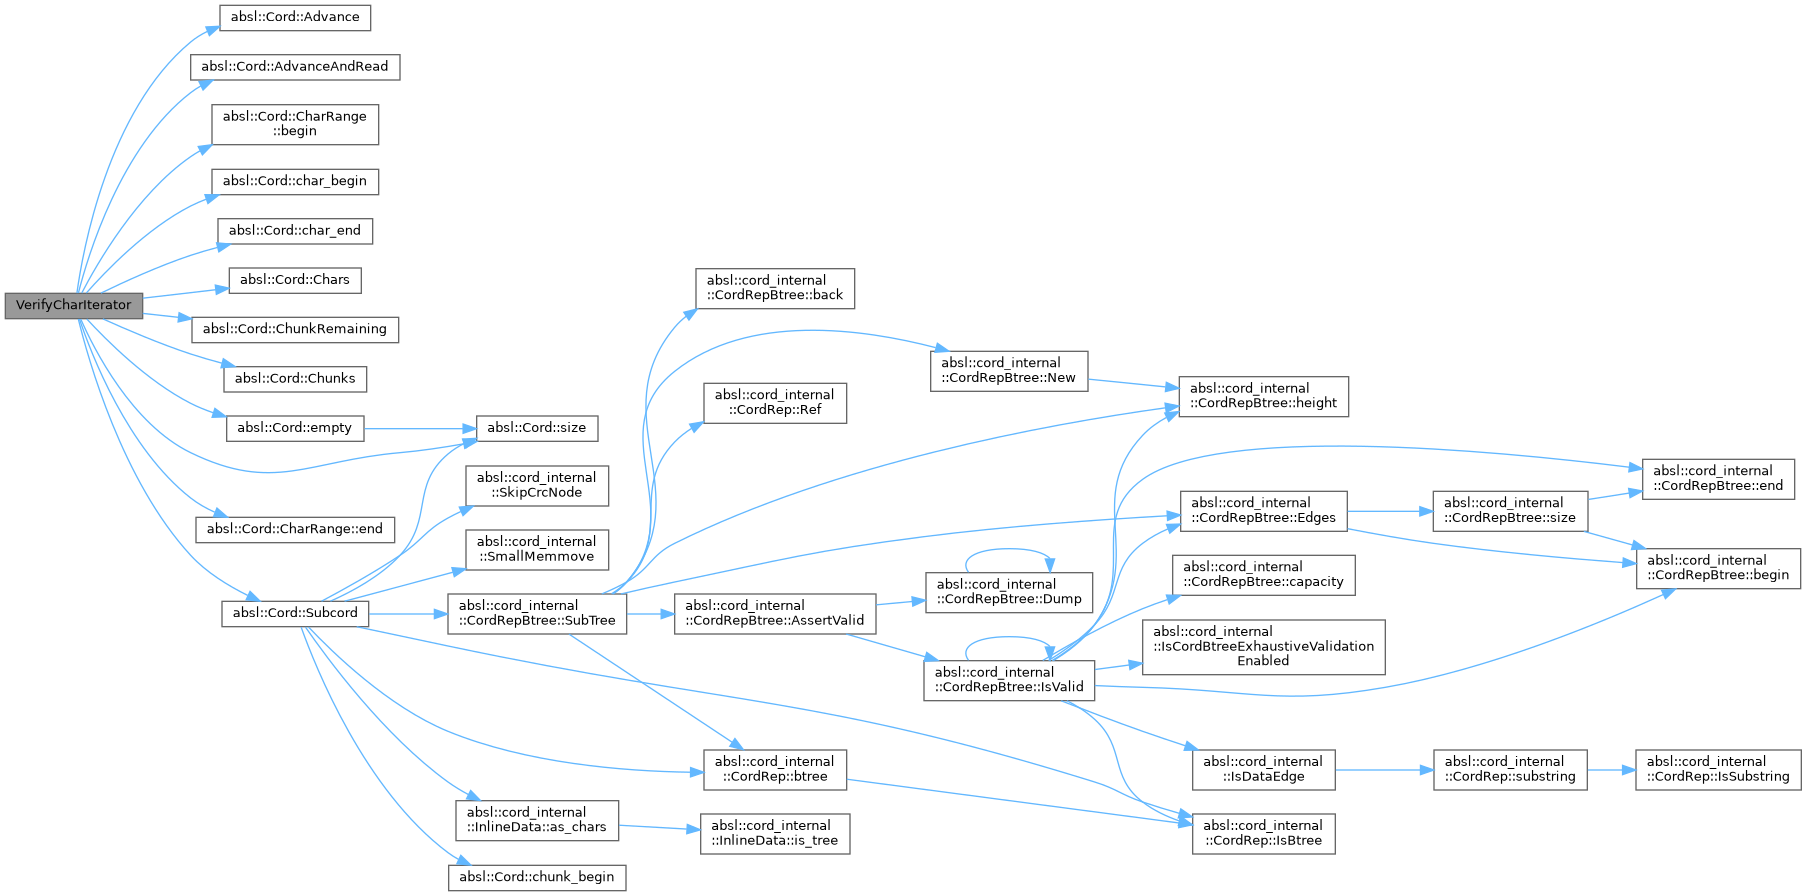 VerifyCharIterator
absl::Cord::Advance
absl::Cord::AdvanceAndRead
absl::Cord::CharRange
::begin
absl::Cord::char_begin
absl::Cord::char_end
absl::Cord::Chars
absl::Cord::ChunkRemaining
absl::Cord::Chunks
absl::Cord::empty
absl::Cord::CharRange::end
absl::Cord::Subcord
absl::Cord::size
absl::cord_internal
::SkipCrcNode
absl::cord_internal
::SmallMemmove
absl::cord_internal
::CordRepBtree::SubTree
absl::cord_internal
::InlineData::as_chars
absl::Cord::chunk_begin
absl::cord_internal
::CordRepBtree::back
absl::cord_internal
::CordRep::Ref
absl::cord_internal
::CordRepBtree::AssertValid
absl::cord_internal
::CordRep::btree
absl::cord_internal
::InlineData::is_tree
absl::cord_internal
::CordRepBtree::New
absl::cord_internal
::CordRepBtree::Dump
absl::cord_internal
::CordRepBtree::IsValid
absl::cord_internal
::CordRepBtree::height
absl::cord_internal
::CordRepBtree::Edges
absl::cord_internal
::CordRepBtree::capacity
absl::cord_internal
::IsCordBtreeExhaustiveValidation
Enabled
absl::cord_internal
::IsDataEdge
absl::cord_internal
::CordRep::IsBtree
absl::cord_internal
::CordRepBtree::size
absl::cord_internal
::CordRep::substring
absl::cord_internal
::CordRepBtree::end
absl::cord_internal
::CordRepBtree::begin
absl::cord_internal
::CordRep::IsSubstring